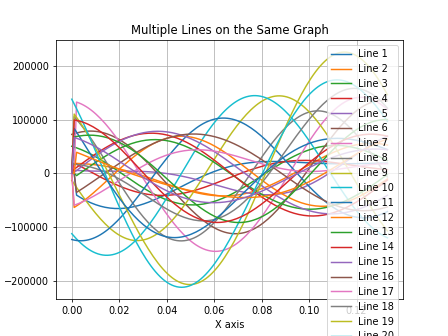 Multiple Lines on the Same Graph
200000
100000
0
−100000
−200000
0.00 0.02 0.04 0.06 0.08 0.10
X axis
Line 1
Line 2
Line 3
Line 4
Line 5
Line 6
Line 7
Line 8
Line 9
Line 10
Line 11
Line 12
Line 13
Line 14
Line 15
Line 16
Line 17
Line 18
Line 19
Line 20